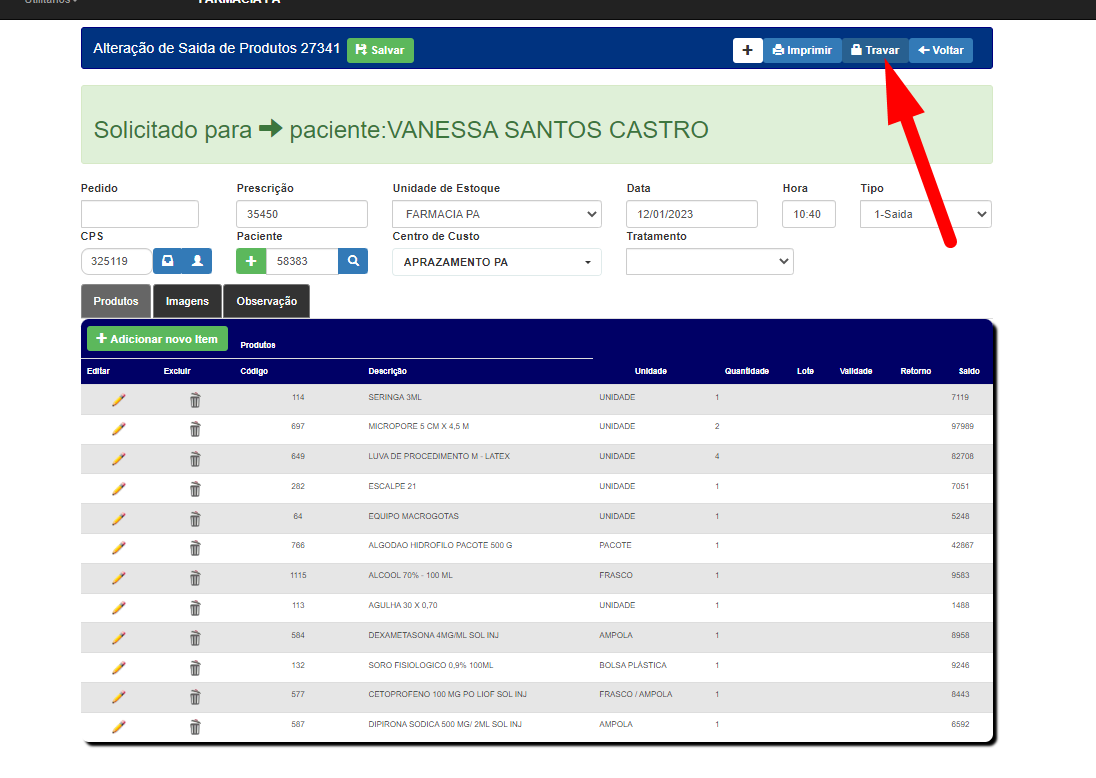 Utilitários
FARMACIA PA
Alteração de Saida de Produtos 27341 Salvar + Imprimir Travar Voltar
Solicitado para paciente:VANESSA SANTOS CASTRO
Pedido Prescrição Unidade de Estoque Data Hora Tipo
35450 FARMACIA PA 12/01/2023 10:40 1-Saida
CPS Paciente Centro de Custo Tratamento
325119 + 58383 APRAZAMENTO PA
Produtos Imagens Observação
+ Adicionar novo Item Produtos
Editar Excluir Código Descrição Unidade Quantidade Lote Validade Retorno Saldo
114 SERINGA 3ML UNIDADE 1 7119
697 MICROPORE 5 CM X 4,5 M UNIDADE 2 97989
649 LUVA DE PROCEDIMENTO M - LATEX UNIDADE 4 82708
282 ESCALPE 21 UNIDADE 1 7051
64 EQUIPO MACROGOTAS UNIDADE 1 5248
766 ALGODAO HIDROFILO PACOTE 500 G PACOTE 1 42867
1115 ALCOOL 70% - 100 ML FRASCO 1 9583
113 AGULHA 30 X 0,70 UNIDADE 1 1488
584 DEXAMETASONA 4MG/ML SOL INJ AMPOLA 1 8958
132 SORO FISIOLOGICO 0,9% 100ML BOLSA PLÁSTICA 1 9246
577 CETOPROFENO 100 MG PO LIOF SOL INJ FRASCO / AMPOLA 1 8443
587 DIPIRONA SODICA 500 MG/ 2ML SOL INJ AMPOLA 1 6592